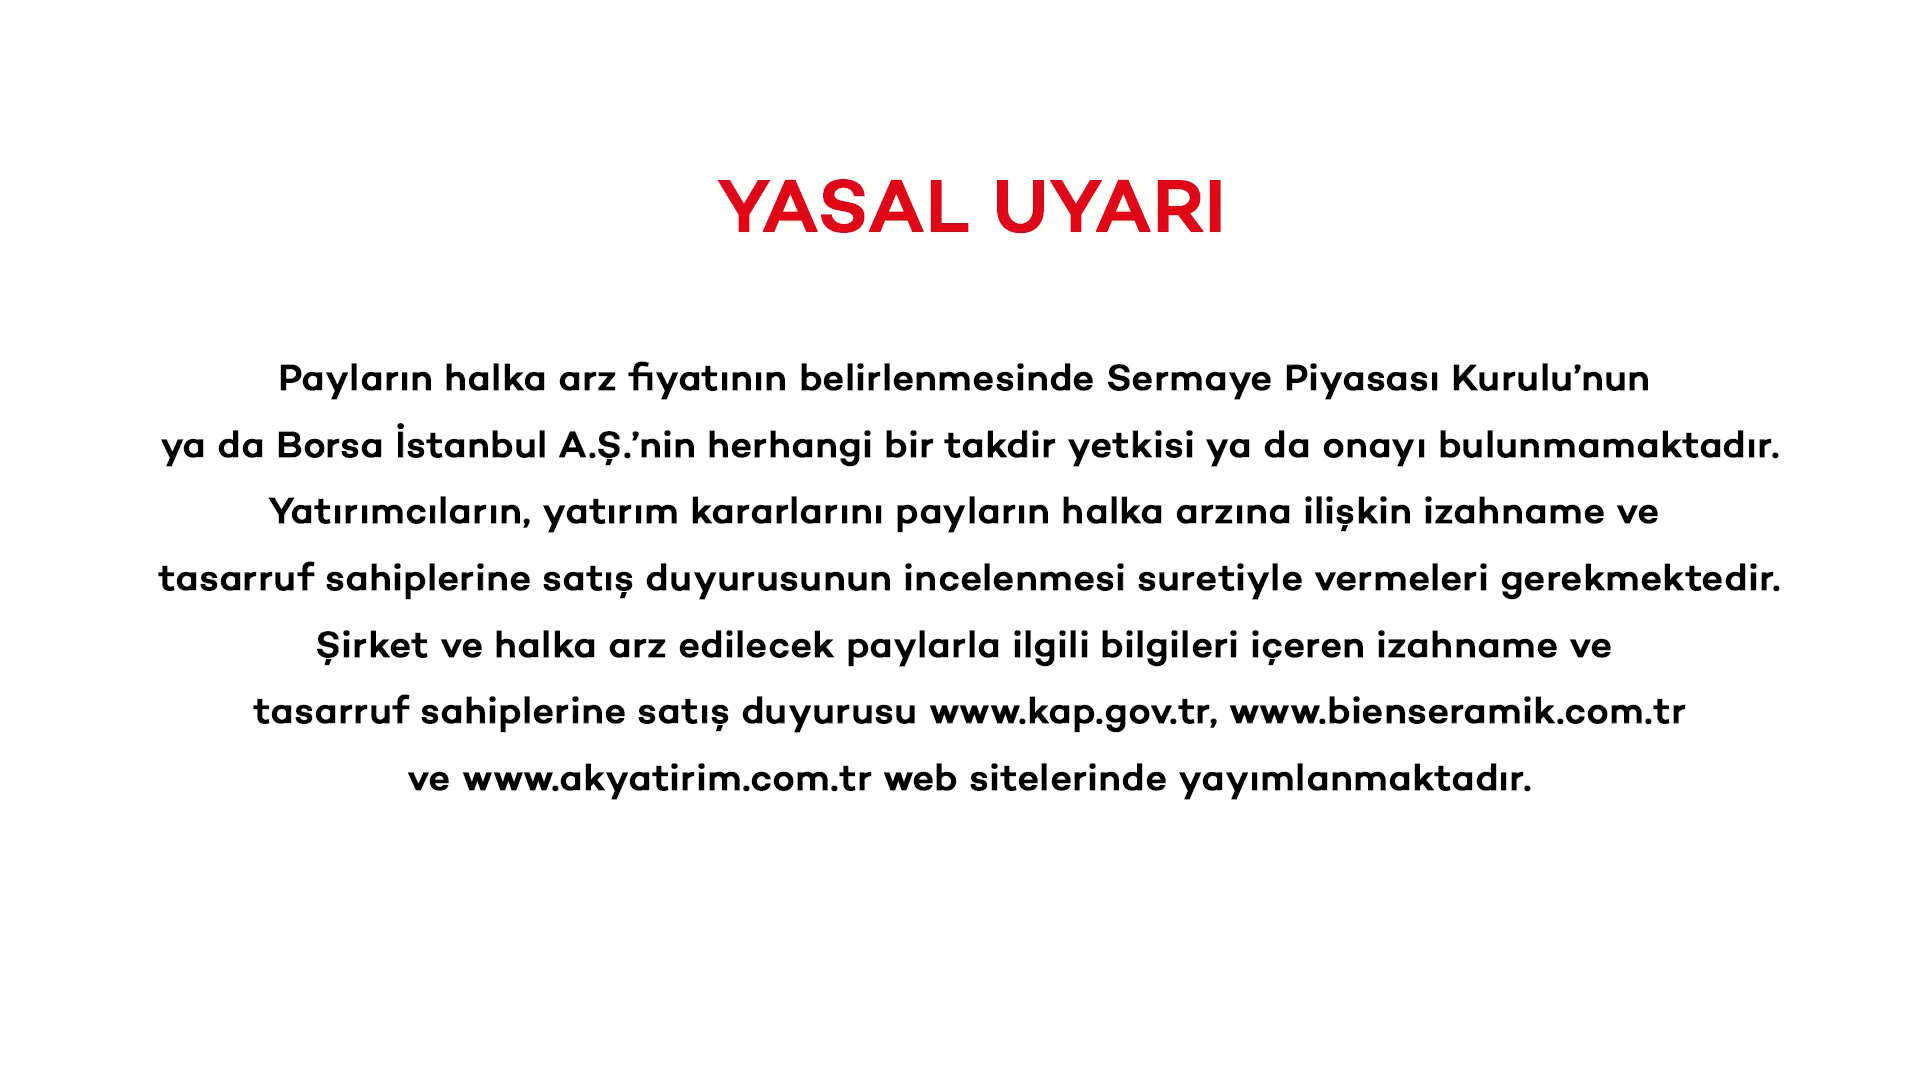 YASAL UYARI
Payların halka arz fiyatının belirlenmesinde Sermaye Piyasası Kurulu’nun
ya da Borsa İstanbul A.Ş.’nin herhangi bir takdir yetkisi ya da onayı bulunmamaktadır.
Yatırımcıların, yatırım kararlarını payların halka arzına ilişkin izahname ve
tasarruf sahiplerine satış duyurusunun incelenmesi suretiyle vermeleri gerekmektedir.
Şirket ve halka arz edilecek paylarla ilgili bilgileri içeren izahname ve
tasarruf sahiplerine satış duyurusu www.kap.gov.tr, www.bienseramik.com.tr
ve www.akyatirim.com.tr web sitelerinde yayımlanmaktadır.